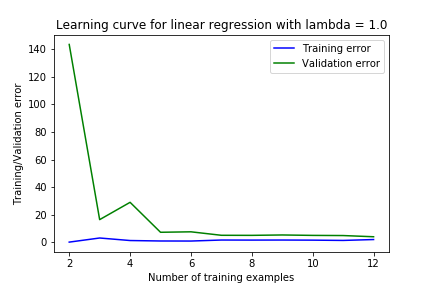 Learning curve for linear regression with lambda = 1.0
Training error
Validation error
Training/Validation error
140
120
100
80
60
40
20
0
2
4
6
8
10
12
Number of training examples